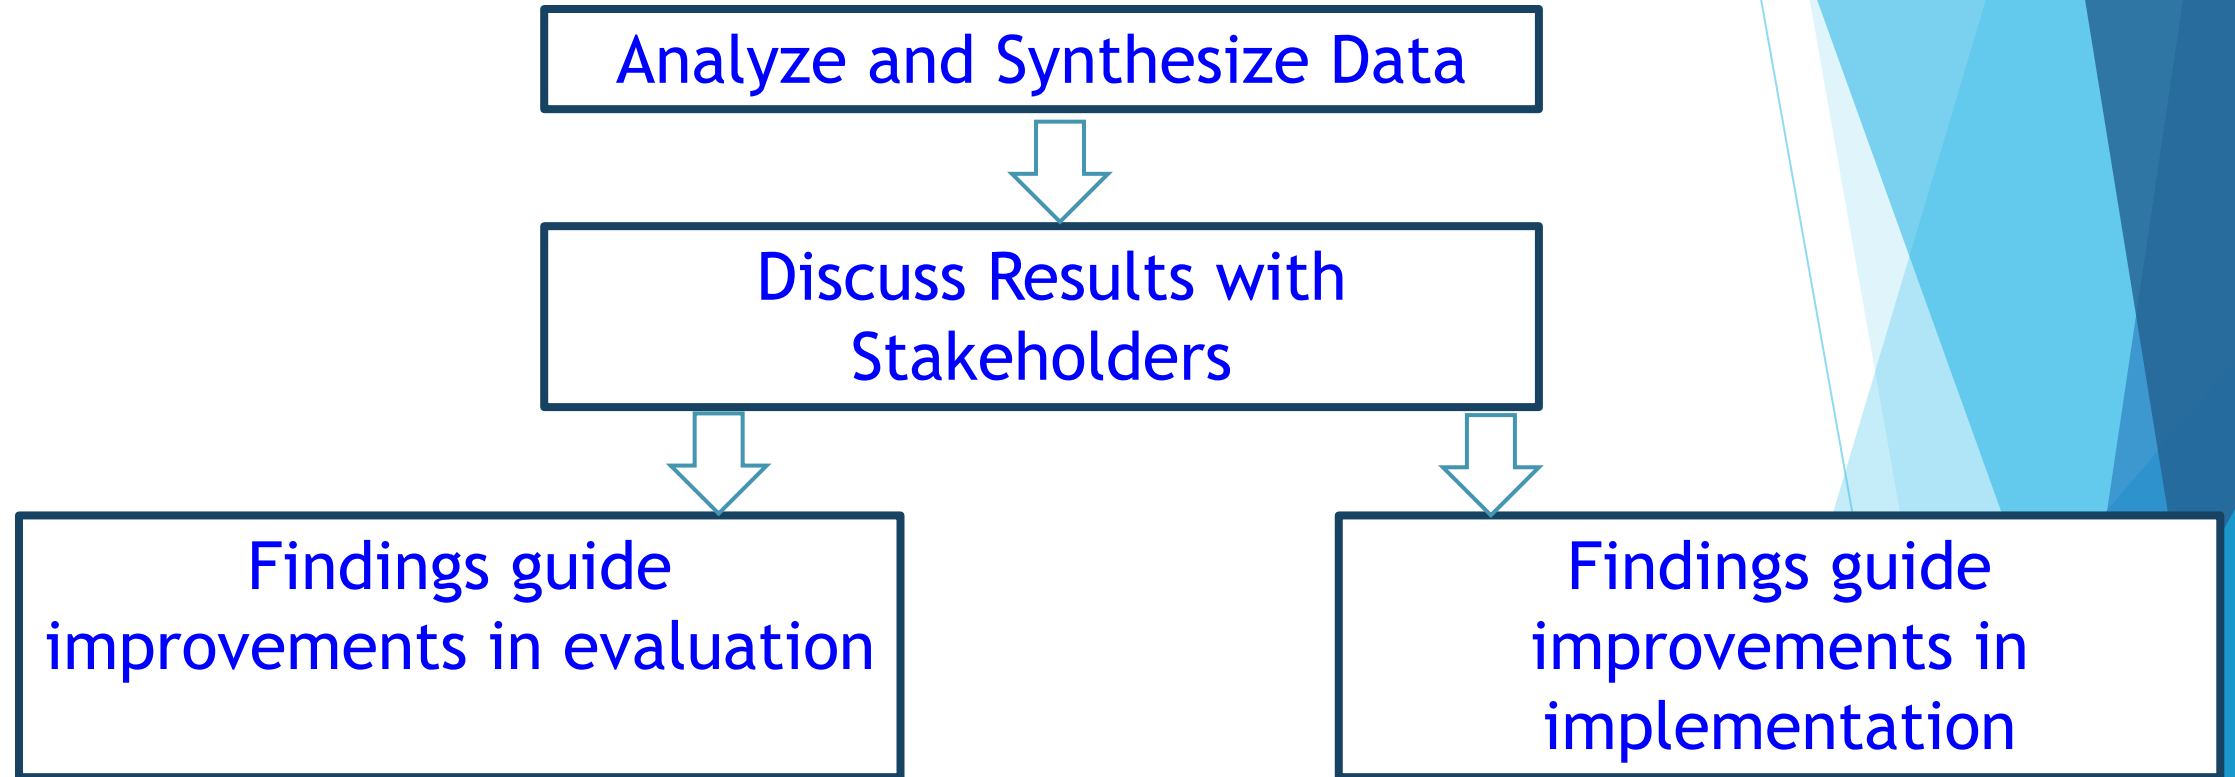 Analyze and Synthesize Data
Discuss Results with
Stakeholders
Findings guide
improvements in evaluation
Findings guide
improvements in
implementation